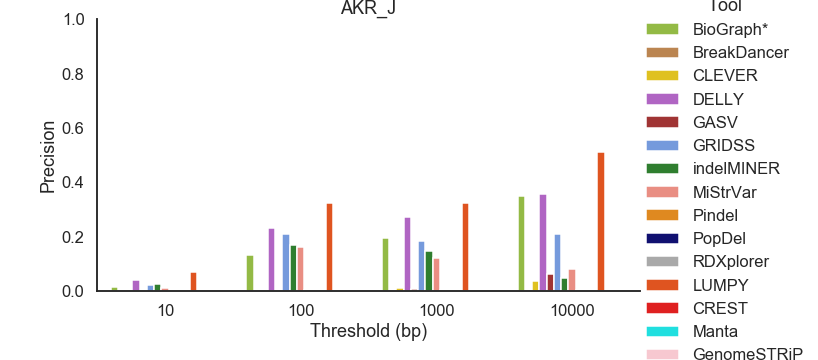 AKR_J
Tool
1.0
0.8
0.6
0.4
0.2
0.0
Precision
10
100
1000
10000
Threshold (bp)
BioGraph*
BreakDancer
CLEVER
DELLY
GASV
GRIDSS
indelMINER
MiStrVar
Pindel
PopDel
RDXplorer
LUMPY
CREST
Manta
GenomeSTRiP